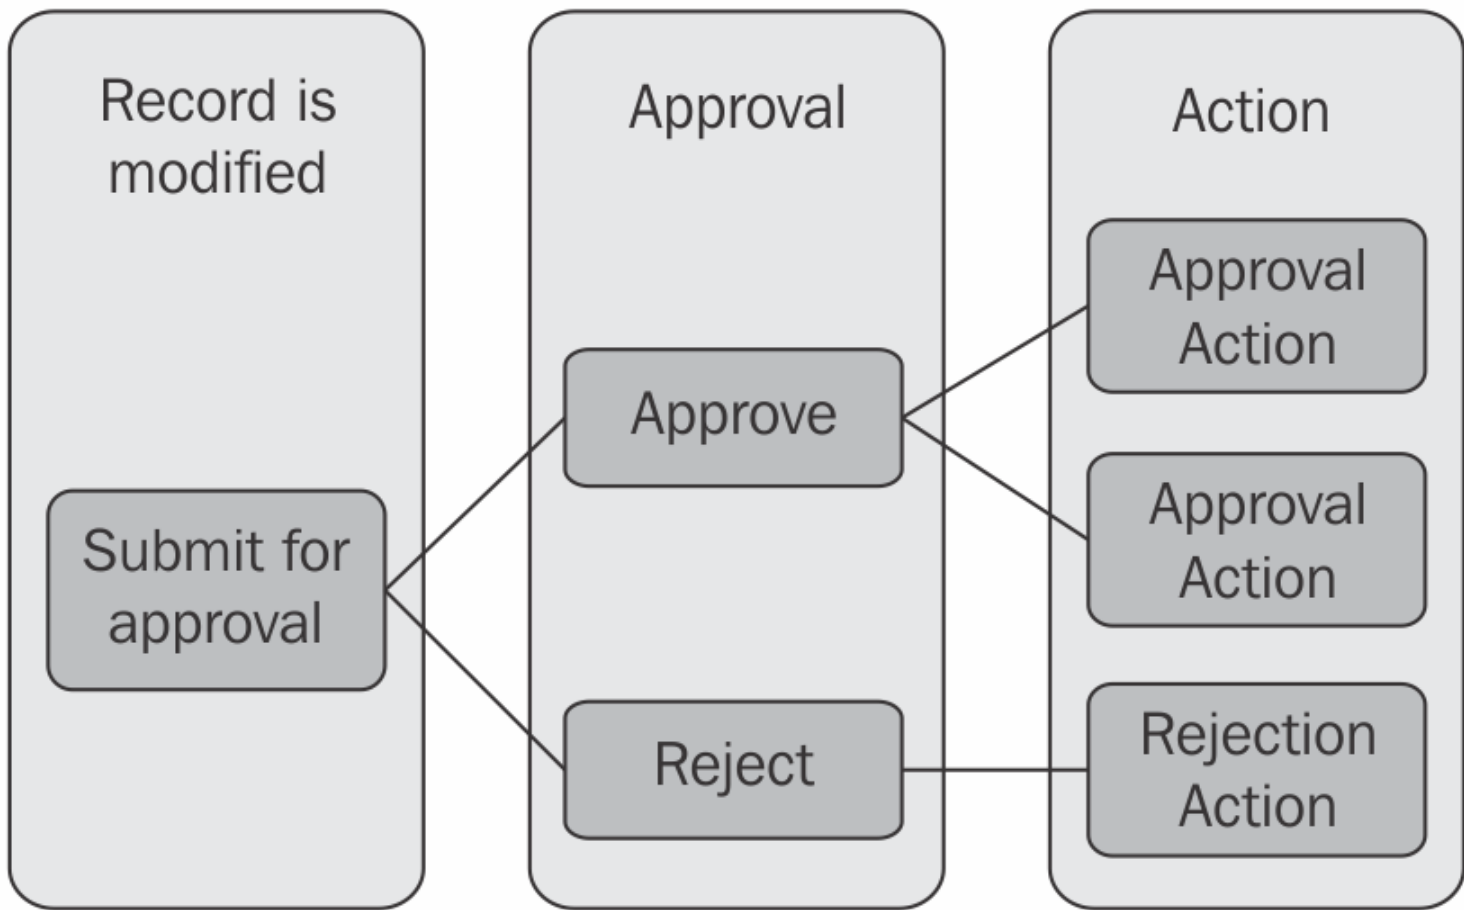 Record is
modified
Submit for
approval
Approval
Approve
Reject
Action
Approval
Action
Approval
Action
Rejection
Action